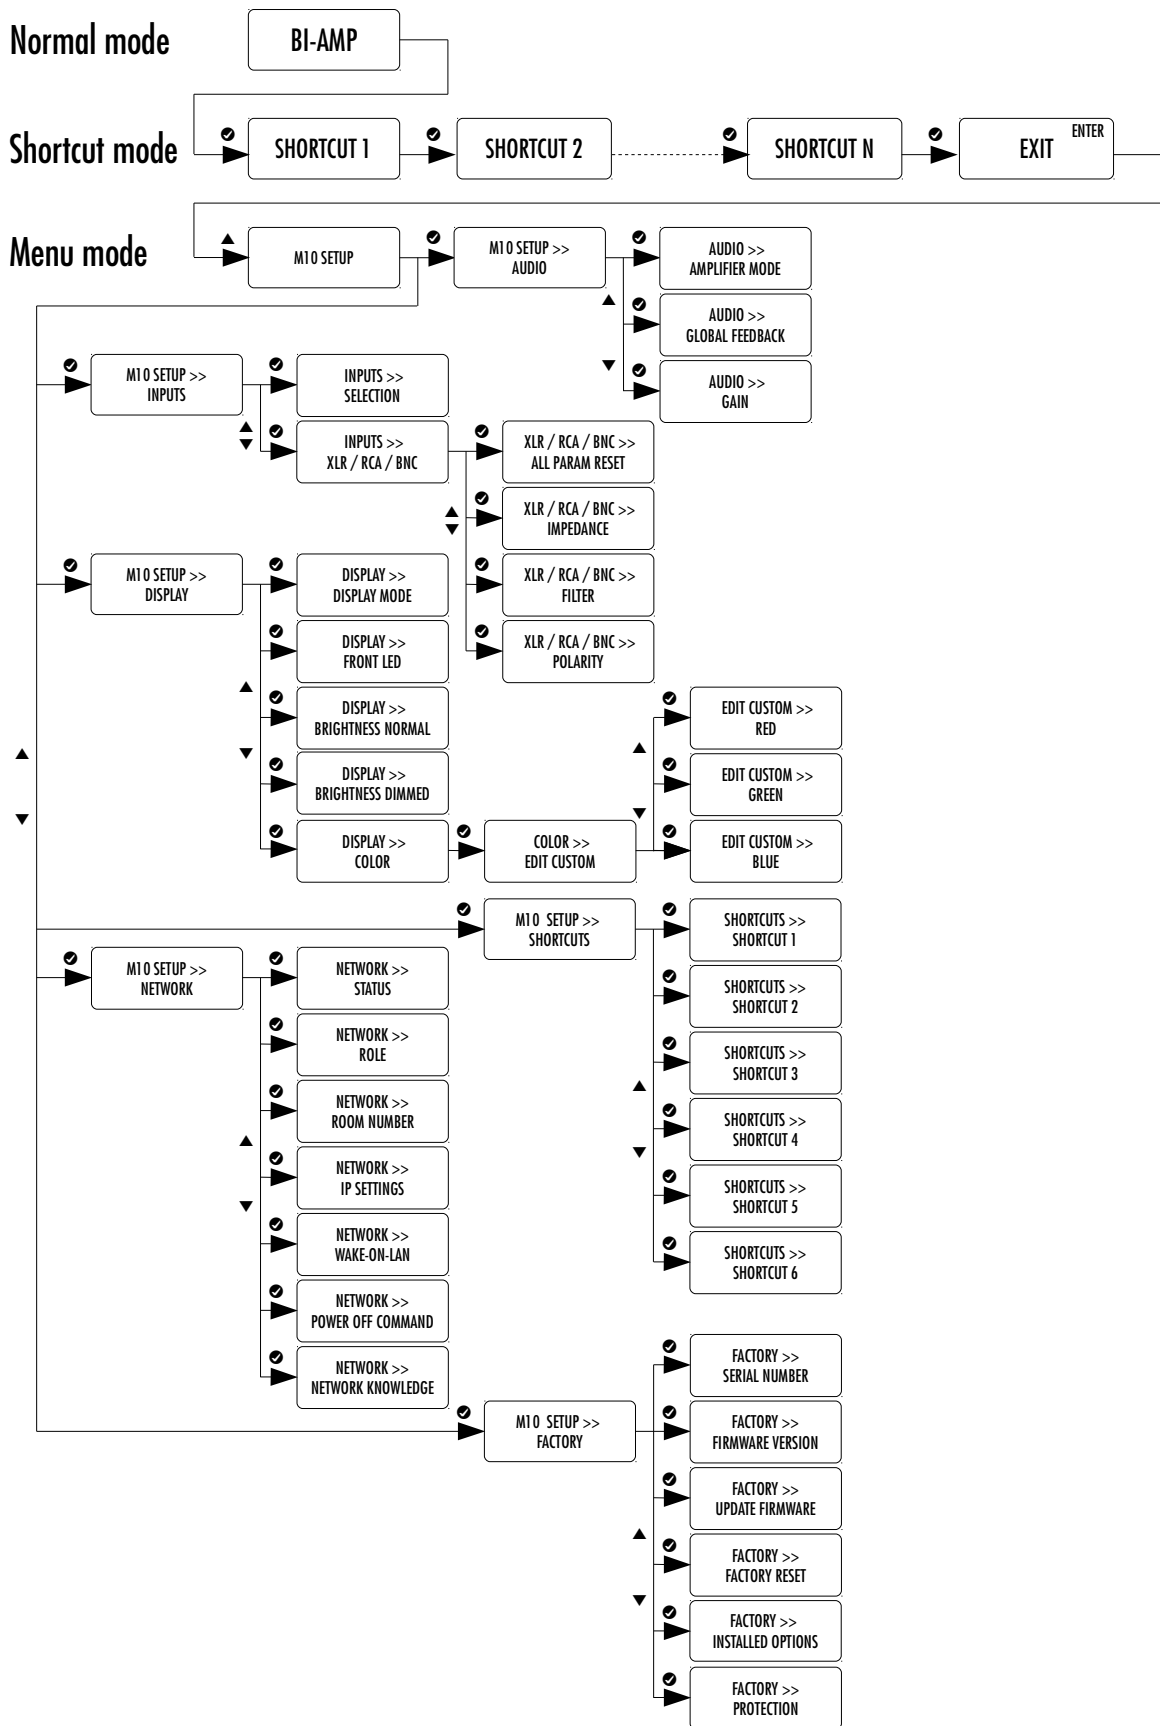 Normal mode
BI-AMP
Shortcut mode
SHORTCUT 1
SHORTCUT 2
SHORTCUT N
ENTER
EXIT
Menu mode
M10 SETUP
M10 SETUP >>
AUDIO
AUDIO >>
AMPLIFIER MODE
AUDIO >>
GLOBAL FEEDBACK
AUDIO >>
GAIN
M10 SETUP >>
INPUTS
INPUTS >>
SELECTION
INPUTS >>
XLR / RCA / BNC
XLR / RCA / BNC >>
ALL PARAM RESET
XLR / RCA / BNC >>
IMPEDANCE
XLR / RCA / BNC >>
FILTER
XLR / RCA / BNC >>
POLARITY
M10 SETUP >>
DISPLAY
DISPLAY >>
DISPLAY MODE
DISPLAY >>
FRONT LED
DISPLAY >>
BRIGHTNESS NORMAL
DISPLAY >>
BRIGHTNESS DIMMED
DISPLAY >>
COLOR
COLOR >>
EDIT CUSTOM
EDIT CUSTOM >>
RED
EDIT CUSTOM >>
GREEN
EDIT CUSTOM >>
BLUE
M10 SETUP >>
SHORTCUTS
SHORTCUTS >>
SHORTCUT 1
SHORTCUTS >>
SHORTCUT 2
SHORTCUTS >>
SHORTCUT 3
SHORTCUTS >>
SHORTCUT 4
SHORTCUTS >>
SHORTCUT 5
SHORTCUTS >>
SHORTCUT 6
M10 SETUP >>
NETWORK
NETWORK >>
STATUS
NETWORK >>
ROLE
NETWORK >>
ROOM NUMBER
NETWORK >>
IP SETTINGS
NETWORK >>
WAKE-ON-LAN
NETWORK >>
POWER OFF COMMAND
NETWORK >>
NETWORK KNOWLEDGE
M10 SETUP >>
FACTORY
FACTORY >>
SERIAL NUMBER
FACTORY >>
FIRMWARE VERSION
FACTORY >>
UPDATE FIRMWARE
FACTORY >>
FACTORY RESET
FACTORY >>
INSTALLED OPTIONS
FACTORY >>
PROTECTION